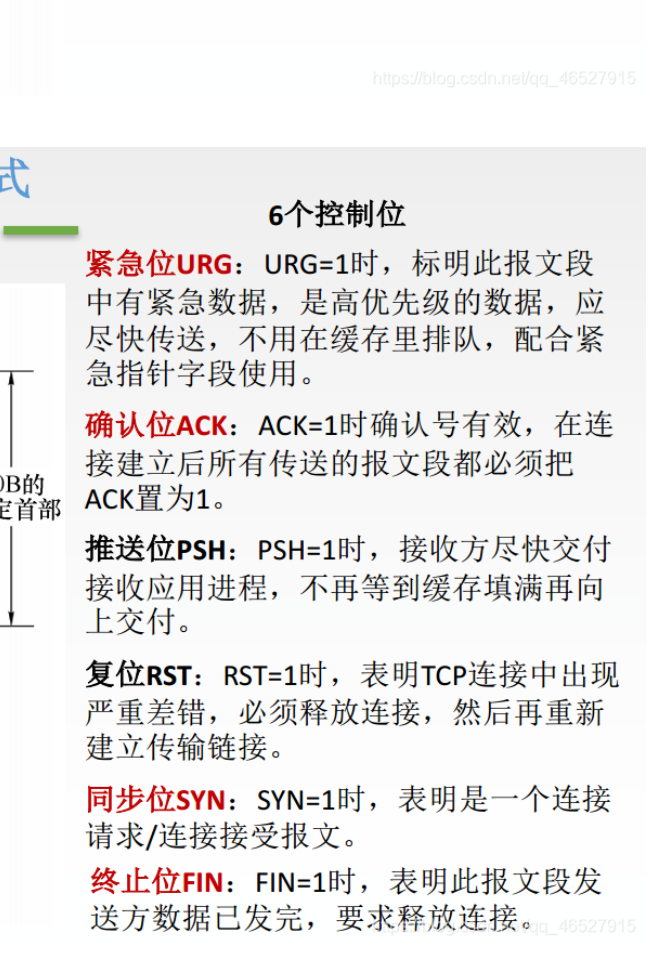 https://blog.csdn.net/qq_46527915
式
6个控制位
紧急位URG：URG=1时，标明此报文段
中有紧急数据，是高优先级的数据，应
尽快传送，不用在缓存里排队，配合紧
急指针字段使用。
确认位ACK：ACK=1时确认号有效，在连
接建立后所有传送的报文段都必须把
ACK置为1。
0B的
定首部
推送位PSH：PSH=1时，接收方尽快交付
接收应用进程，不再等到缓存填满再向
上交付。
复位RST：RST=1时，表明TCP连接中出现
严重差错，必须释放连接，然后再重新
建立传输链接。
同步位SYN：SYN=1时，表明是一个连接
请求/连接接受报文。
终止位FIN：FIN=1时，表明此报文段发
送方数据已发完，要求释放连接。
https://blog.csdn.net/qq_46527915